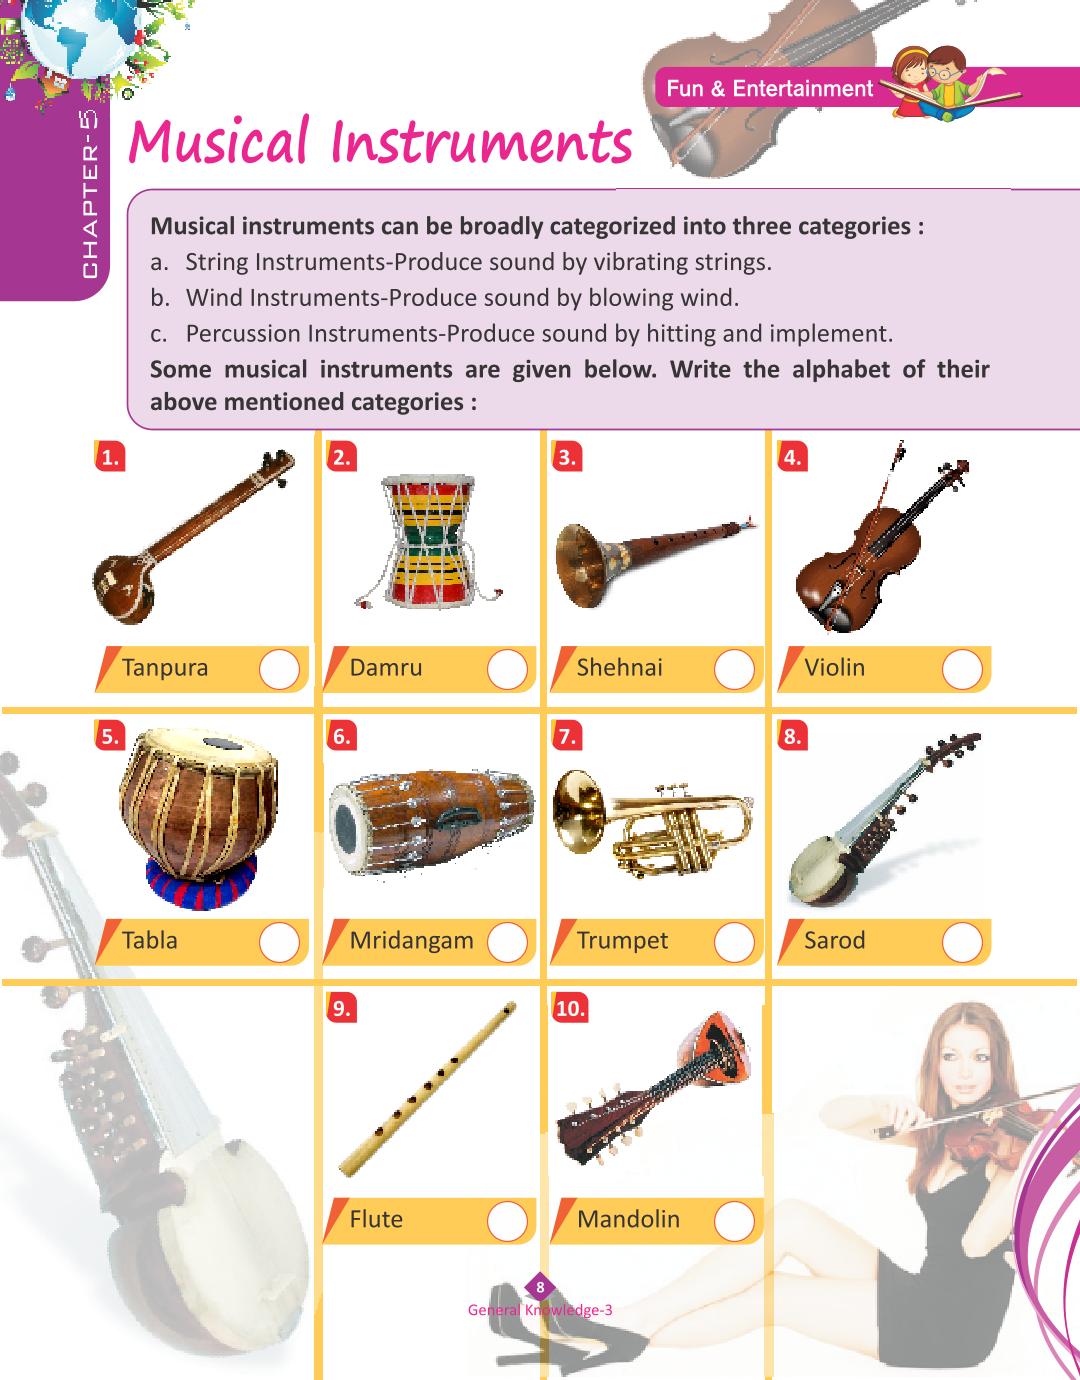 Fun & Entertainment
CHAPTER-5
Musical Instruments
Musical instruments can be broadly categorized into three categories :
a. String Instruments-Produce sound by vibrating strings.
b. Wind Instruments-Produce sound by blowing wind.
c. Percussion Instruments-Produce sound by hitting and implement.
Some musical instruments are given below. Write the alphabet of their
above mentioned categories :
1.
Tanpura
2.
Damru
3.
Shehnai
4.
Violin
5.
Tabla
6.
Mridangam
7.
Trumpet
8.
Sarod
9.
Flute
10.
Mandolin
8
General Knowledge-3